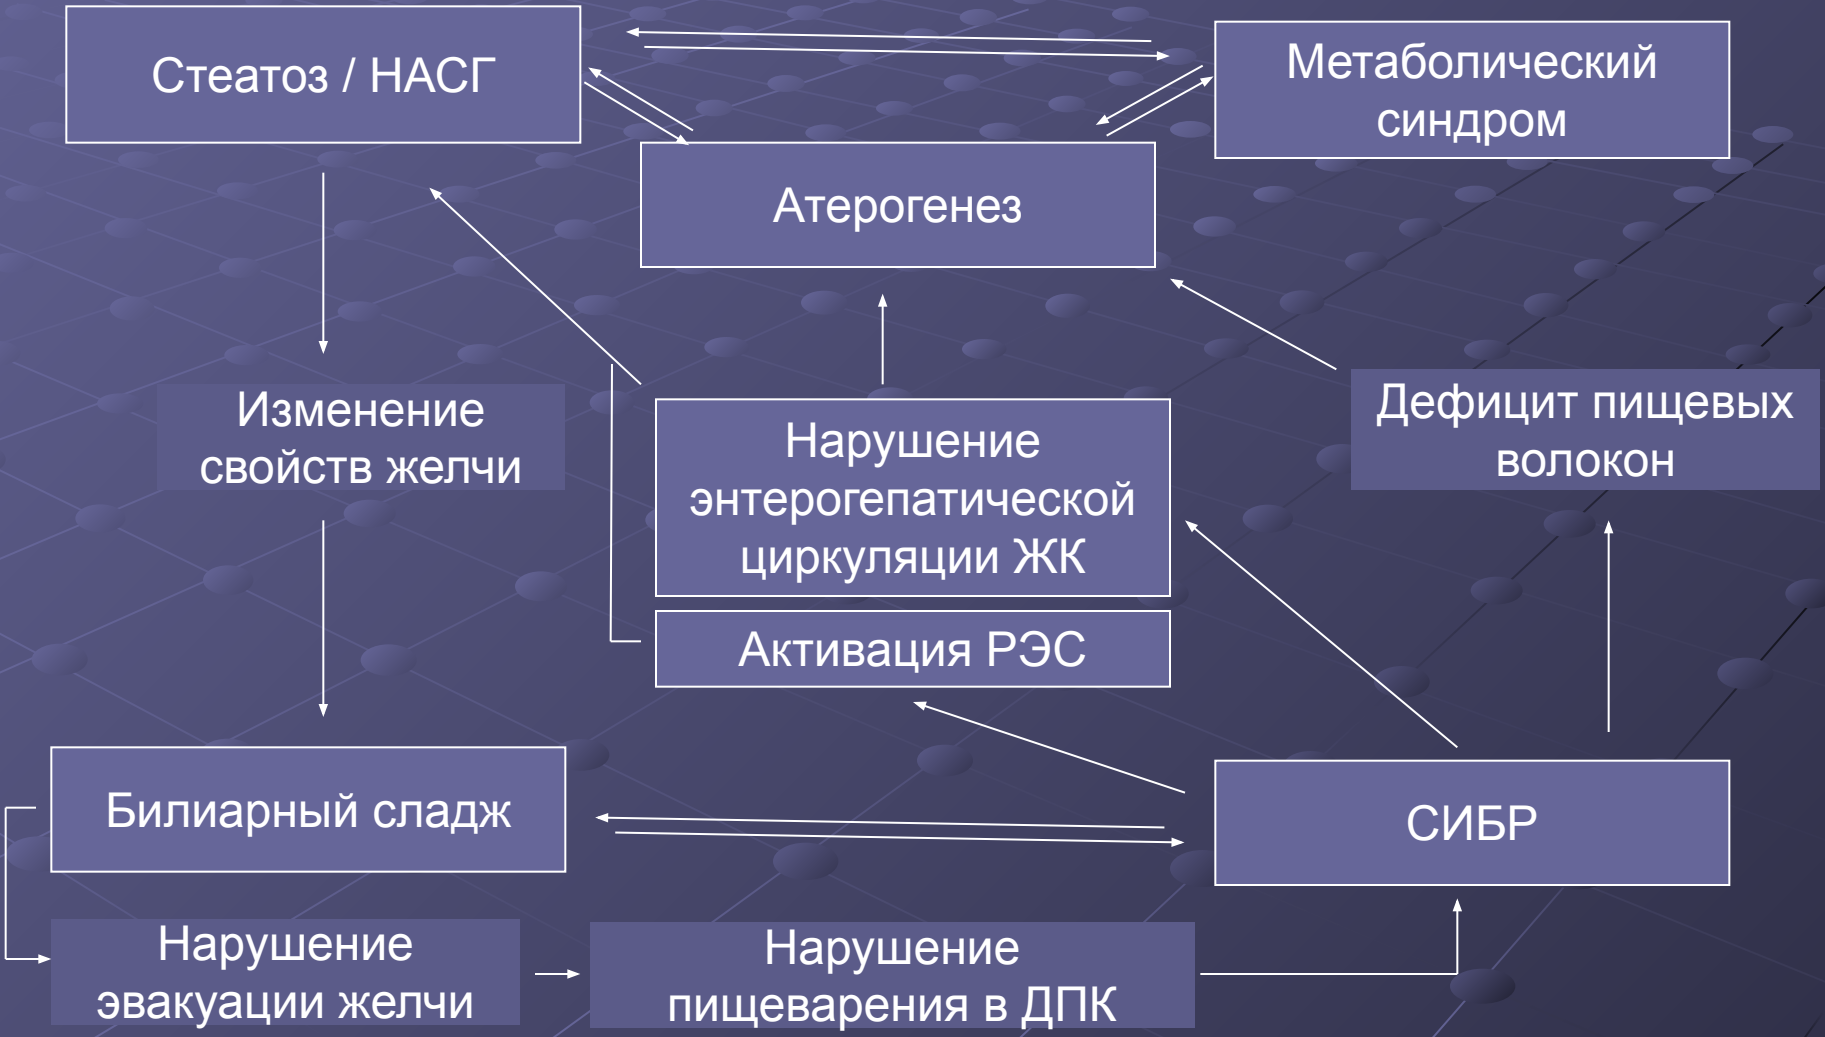 Стеатоз / НАСГ
Метаболический
синдром
Атерогенез
Изменение
свойств желчи
Нарушение
энтерогепатической
циркуляции ЖК
Дефицит пищевых
волокон
Активация РЭС
Билиарный сладж
СИБР
Нарушение
эвакуации желчи
Нарушение
пищеварения в ДПК